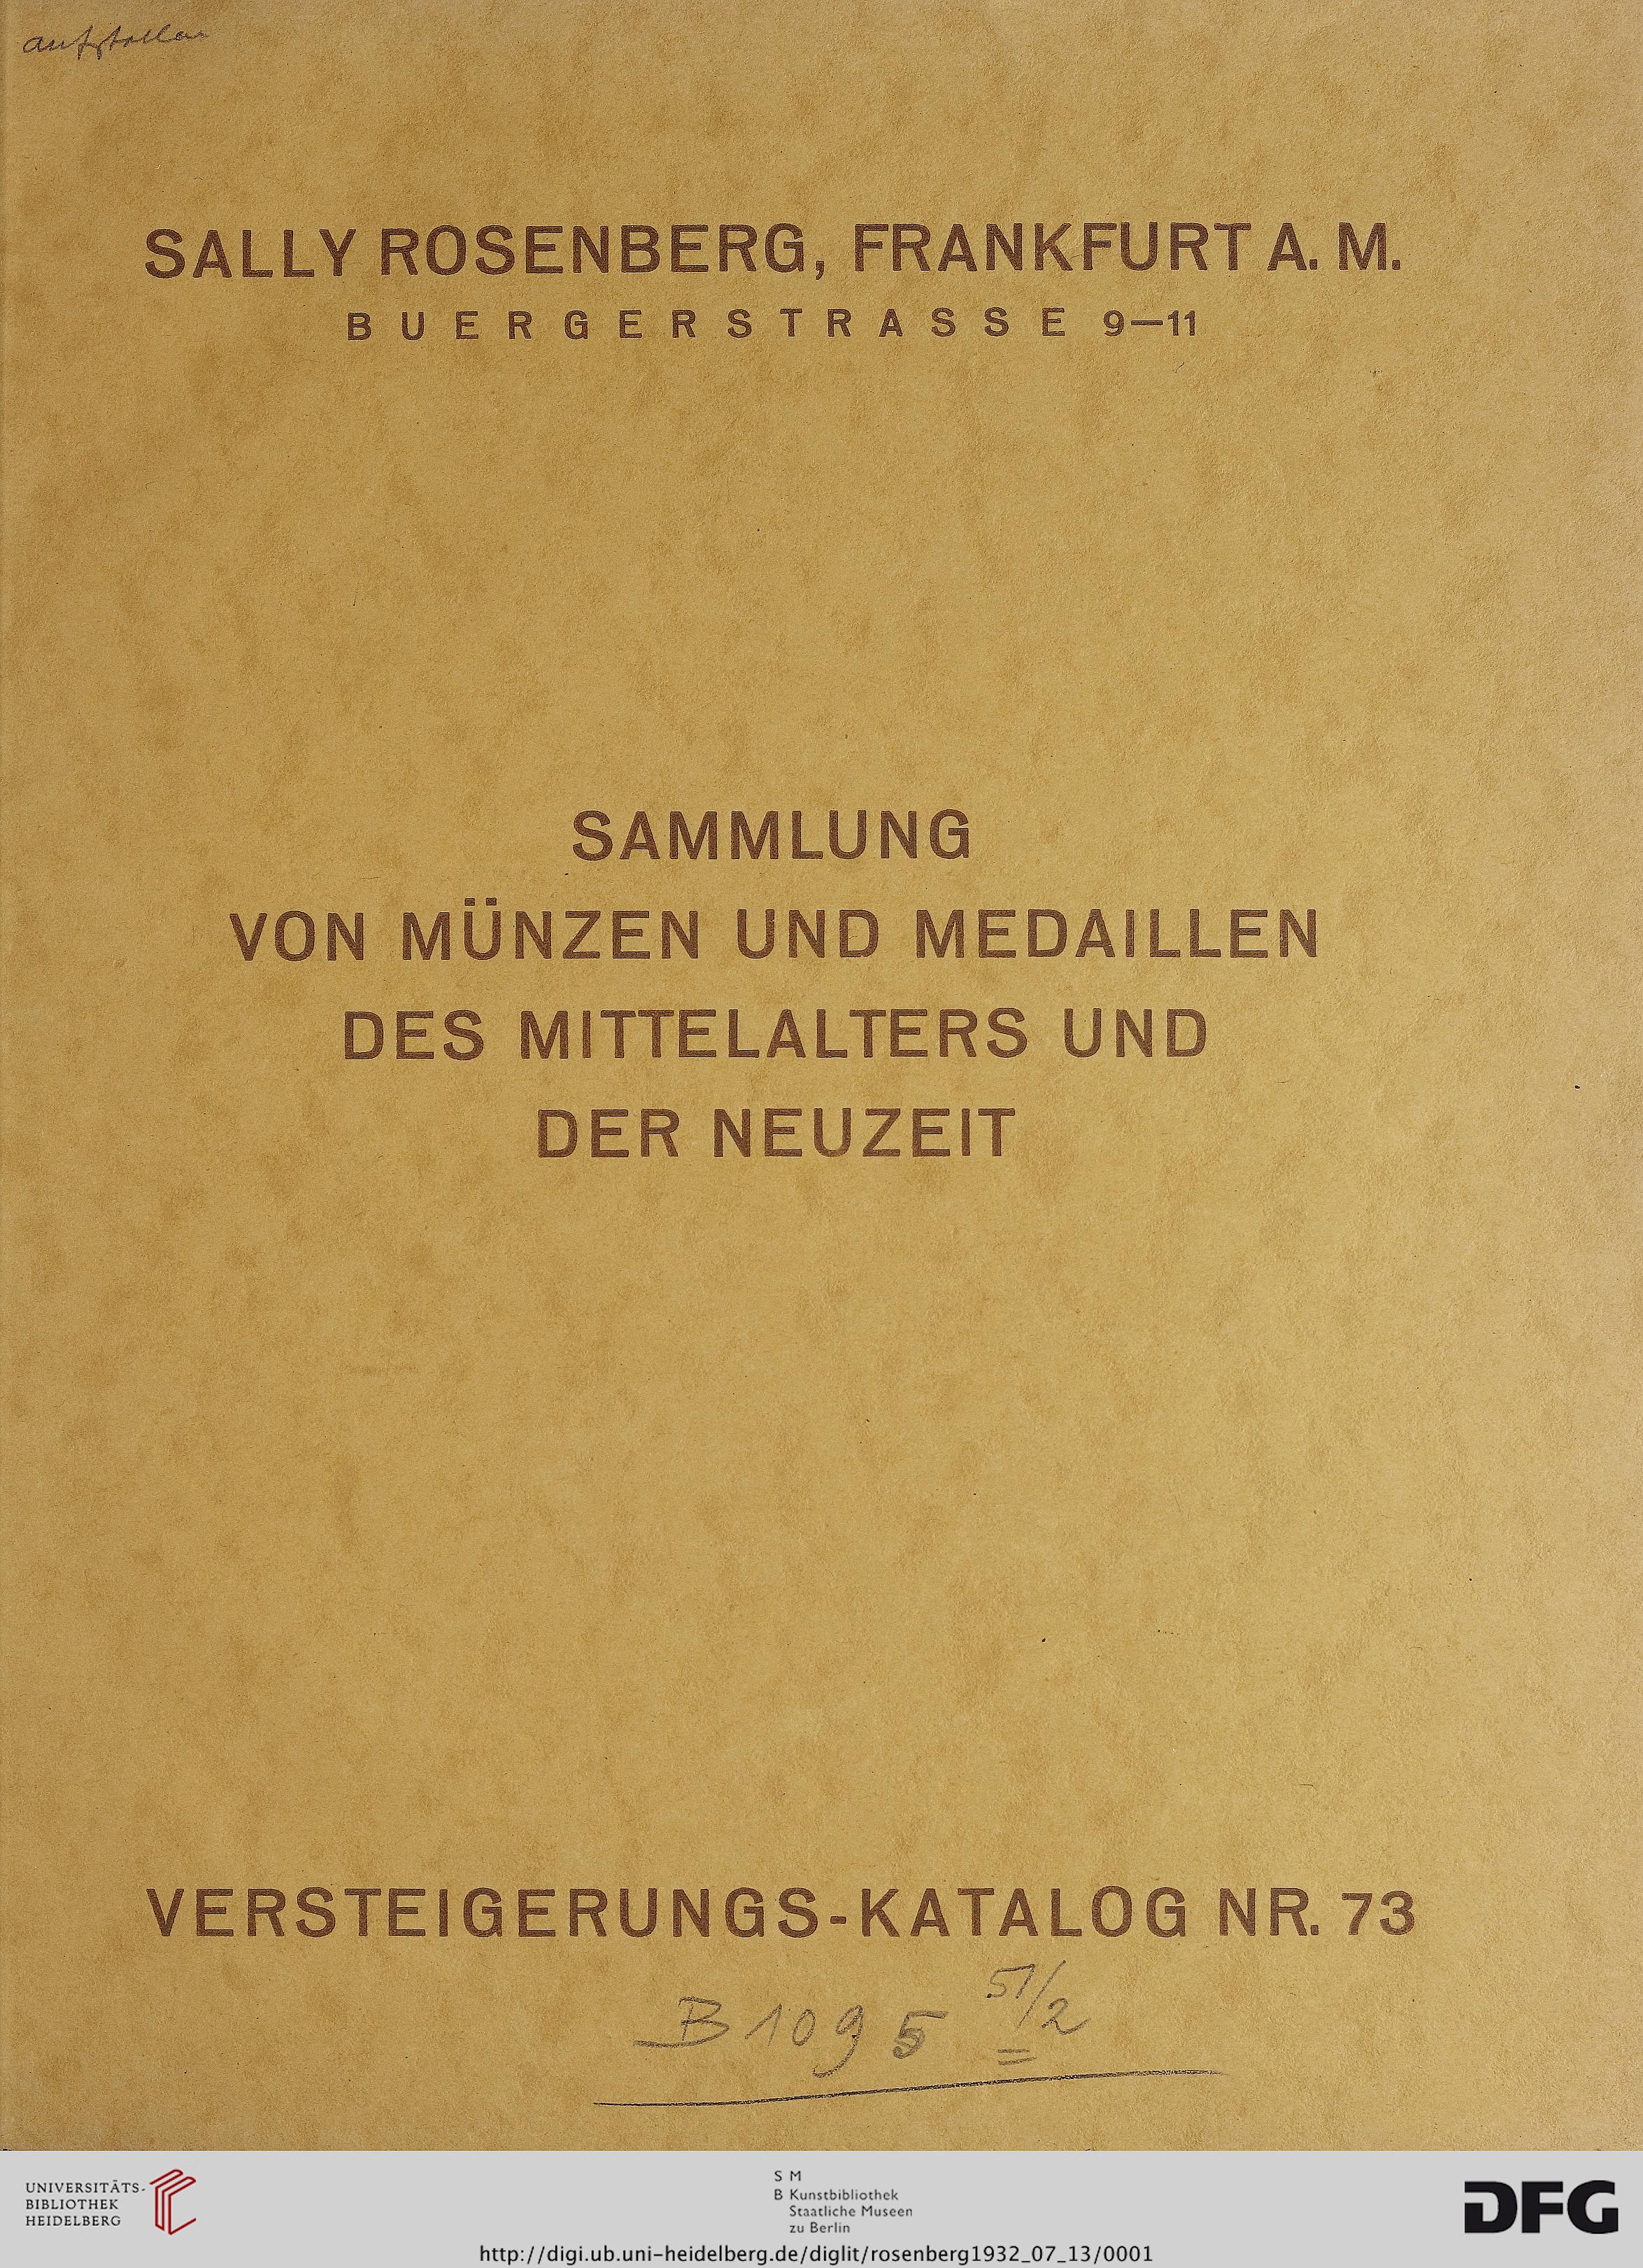 aufstellen
SALLY ROSENBERG, FRANKFURT A. M.
BUERGERSTRASSE 9—11
SAMMLUNG
VON MÜNZEN UND MEDAILLEN
DES MITTELALTERS UND
DER NEUZEIT
VERSTEIGERUNGS-KATALOG NR. 73
B 1095 51/2
UNIVERSITÄTS-
BIBLIOTHEK
HEIDELBERG
S M
B Kunstbibliothek
Staatliche Museen
zu Berlin
DFG
http://digi.ub.uni-heidelberg.de/diglit/rosenberg1932_07_13/0001